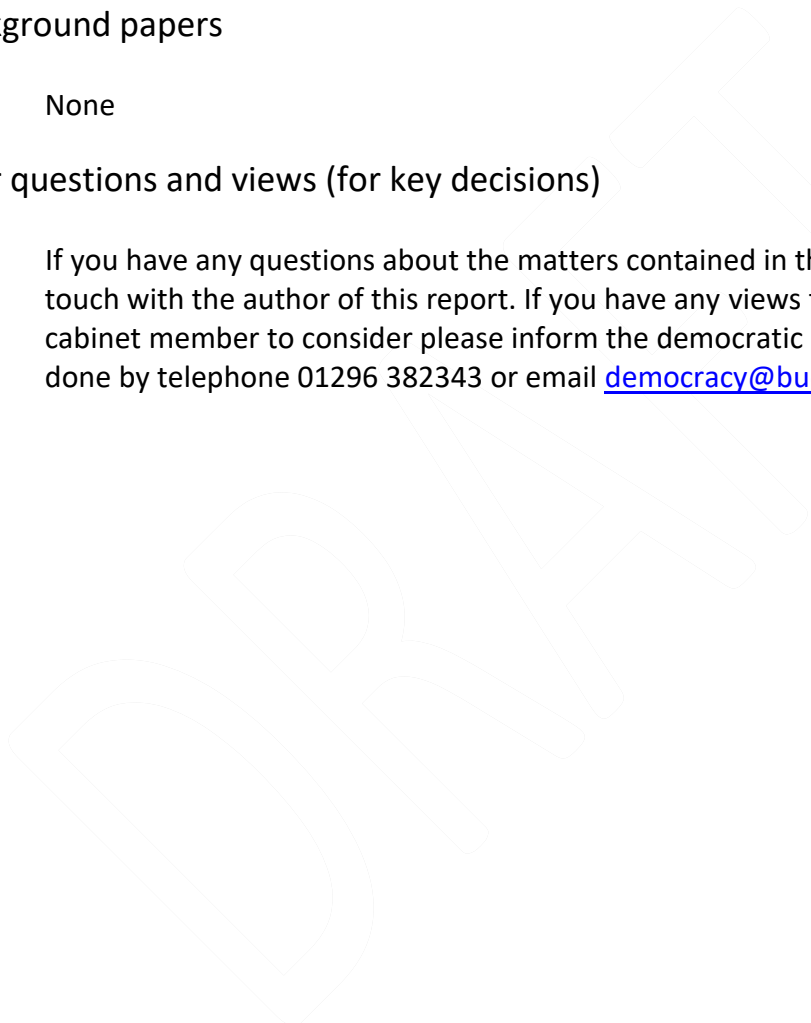 ground papers
None
questions and views (for key decisions)
If you have any questions about the matters contained in
touch with the author of this report. If you have any views
cabinet member to consider please inform the democratic
done by telephone 01296 382343 or email democracy@bu
DRAFT